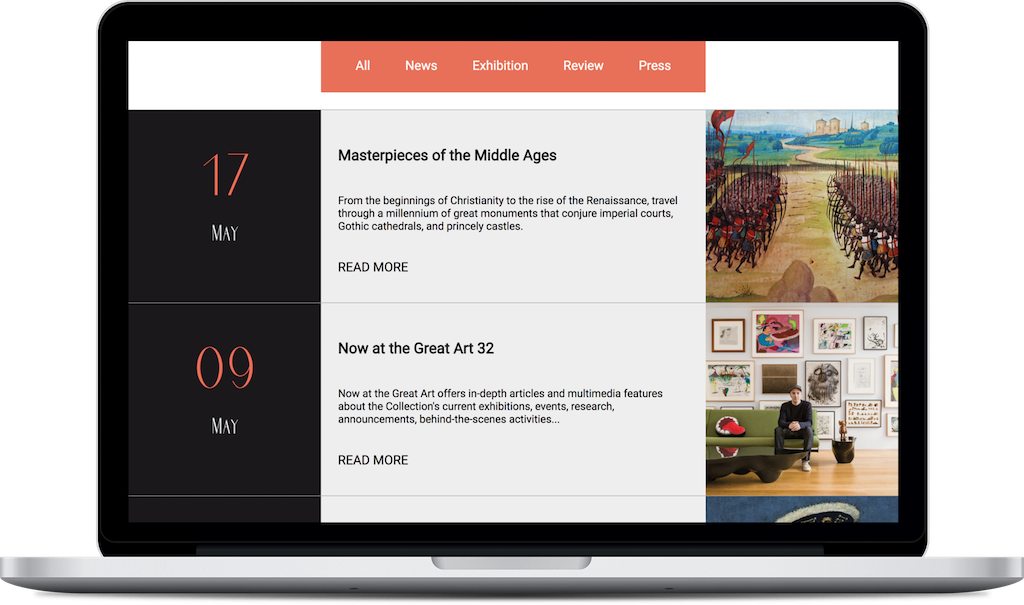 All News Exhibition Review Press
17
May
Masterpieces of the Middle Ages
From the beginnings of Christianity to the rise of the Renaissance, travel
through a millennium of great monuments that conjure imperial courts,
Gothic cathedrals, and princely castles.
READ MORE
09
May
Now at the Great Art 32
Now at the Great Art offers in-depth articles and multimedia features
about the Collection's current exhibitions, events, research,
announcements, behind-the-scenes activities...
READ MORE